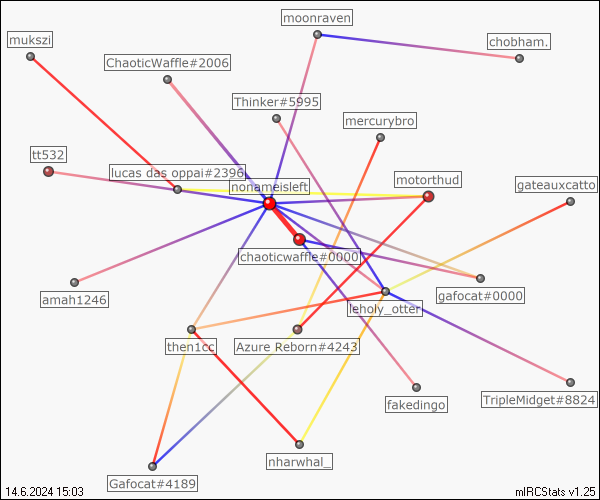 moonraven
mukszi
chobham.
ChaoticWaffle#2006
Thinker#5995
mercurybro
tt532
lucas das oppai#2396
motorthud
nonameisleft
gateauxcatto
chaoticwaffle#0000
amah1246
gafocat#0000
leholy_otter
then1cc
Azure Reborn#4243
fakedingo
TripleMidget#8824
nharwhal_
Gafocat#4189
14.6.2024 15:03
mIRCStats v1.25